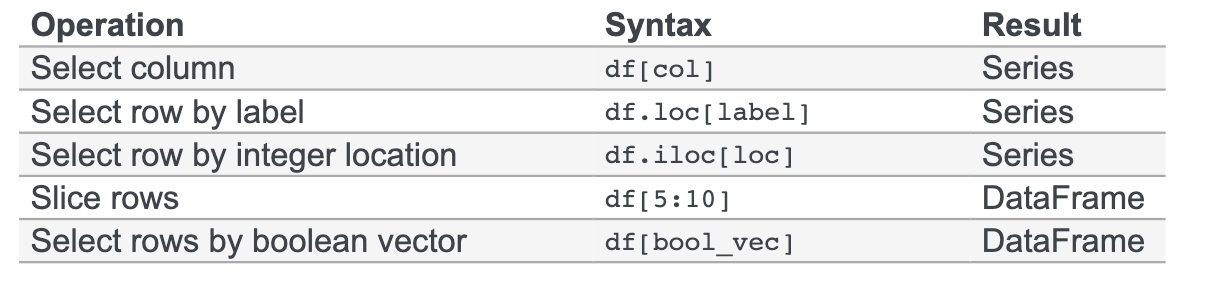 Operation Syntax Result
Select column df[col] Series
Select row by label df.loc[label] Series
Select row by integer location df.iloc[loc] Series
Slice rows df[5:10] DataFrame
Select rows by boolean vector df[bool_vec] DataFrame